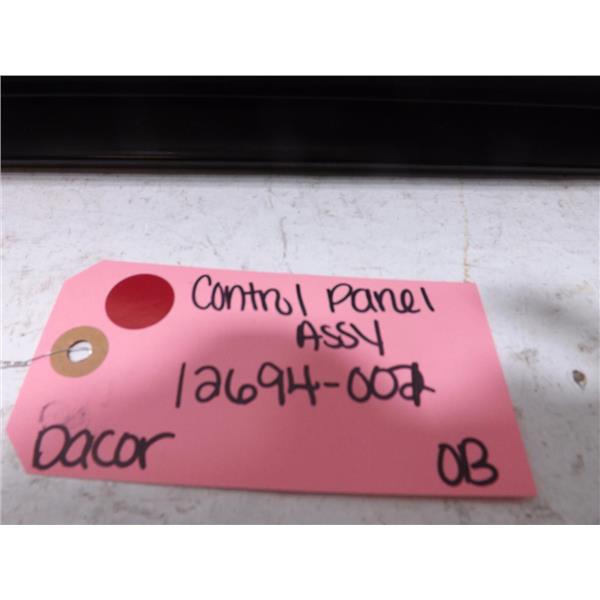 Control Panel
ASSY
12694-002
Dacor
OB